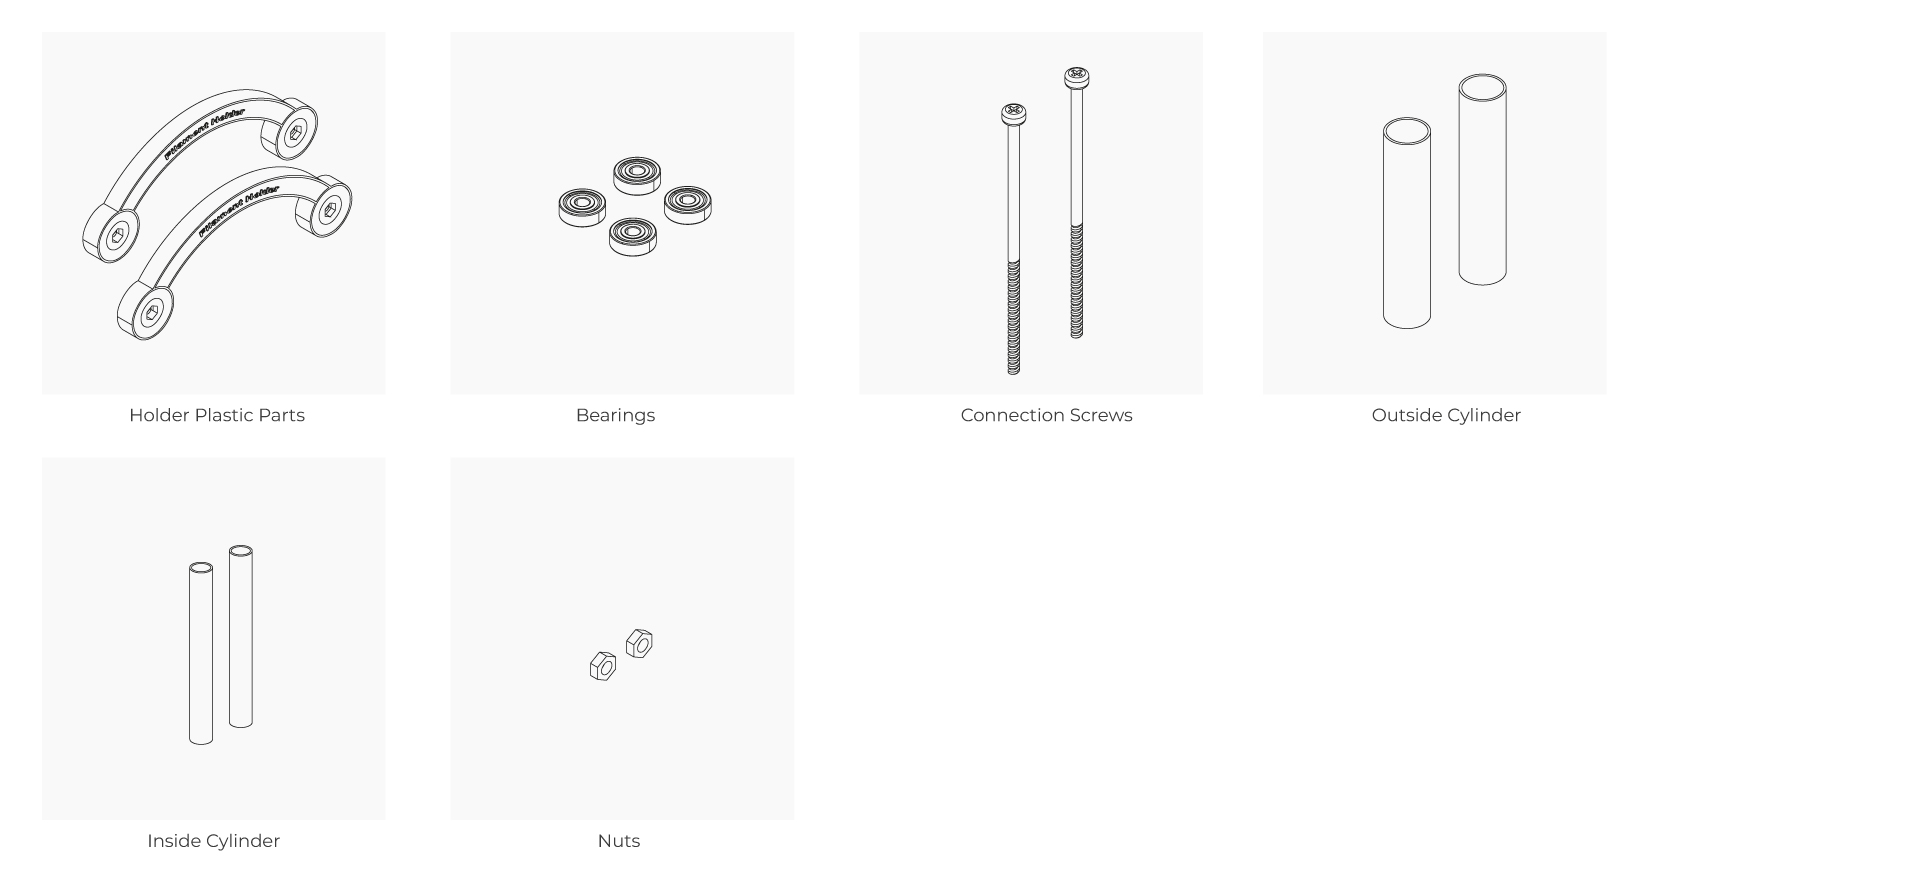 Filament Holder
Filament Holder
Holder Plastic Parts
Bearings
Connection Screws
Outside Cylinder
Inside Cylinder
Nuts